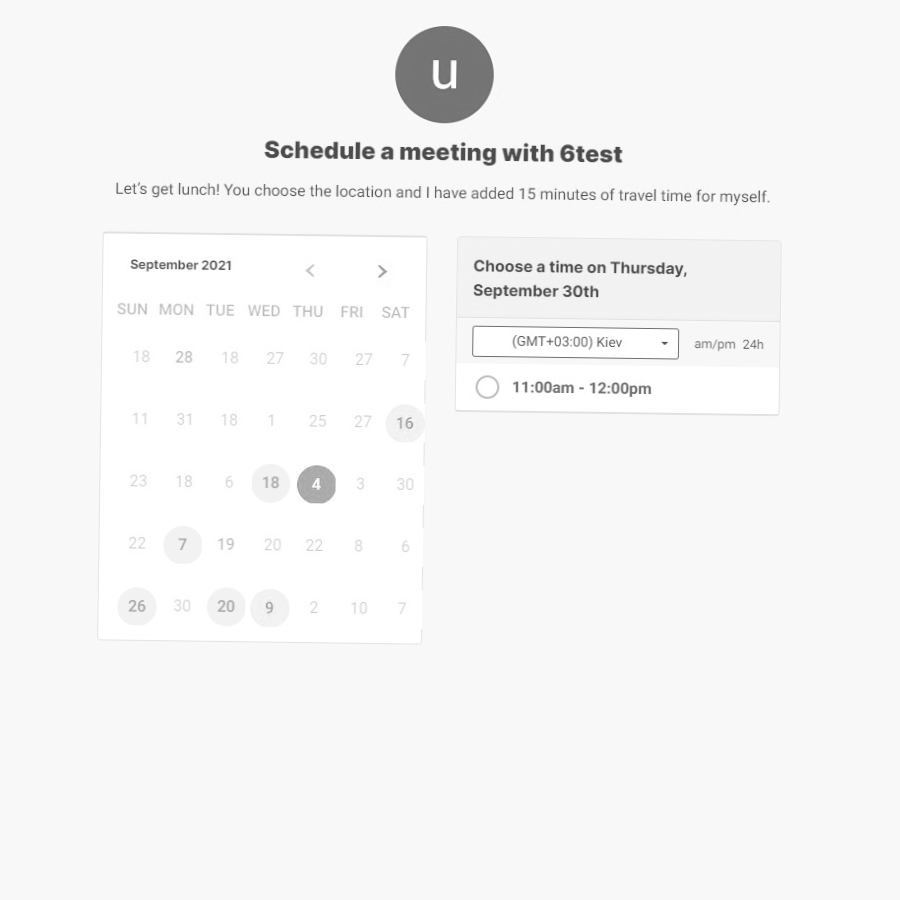 u
Schedule a meeting with 6test
Let's get lunch! You choose the location and I have added 15 minutes of travel time for myself.
September 2021
SUN MON TUE WED THU FRI SAT
18 28 18 27 30 27 7
11 31 18 1 25 27 16
23 18 6 18 4 3 30
22 7 19 20 22 8 6
26 30 20 9 2 10 7
Choose a time on Thursday,
September 30th
(GMT+03:00) Kiev am/pm 24h
11:00am - 12:00pm